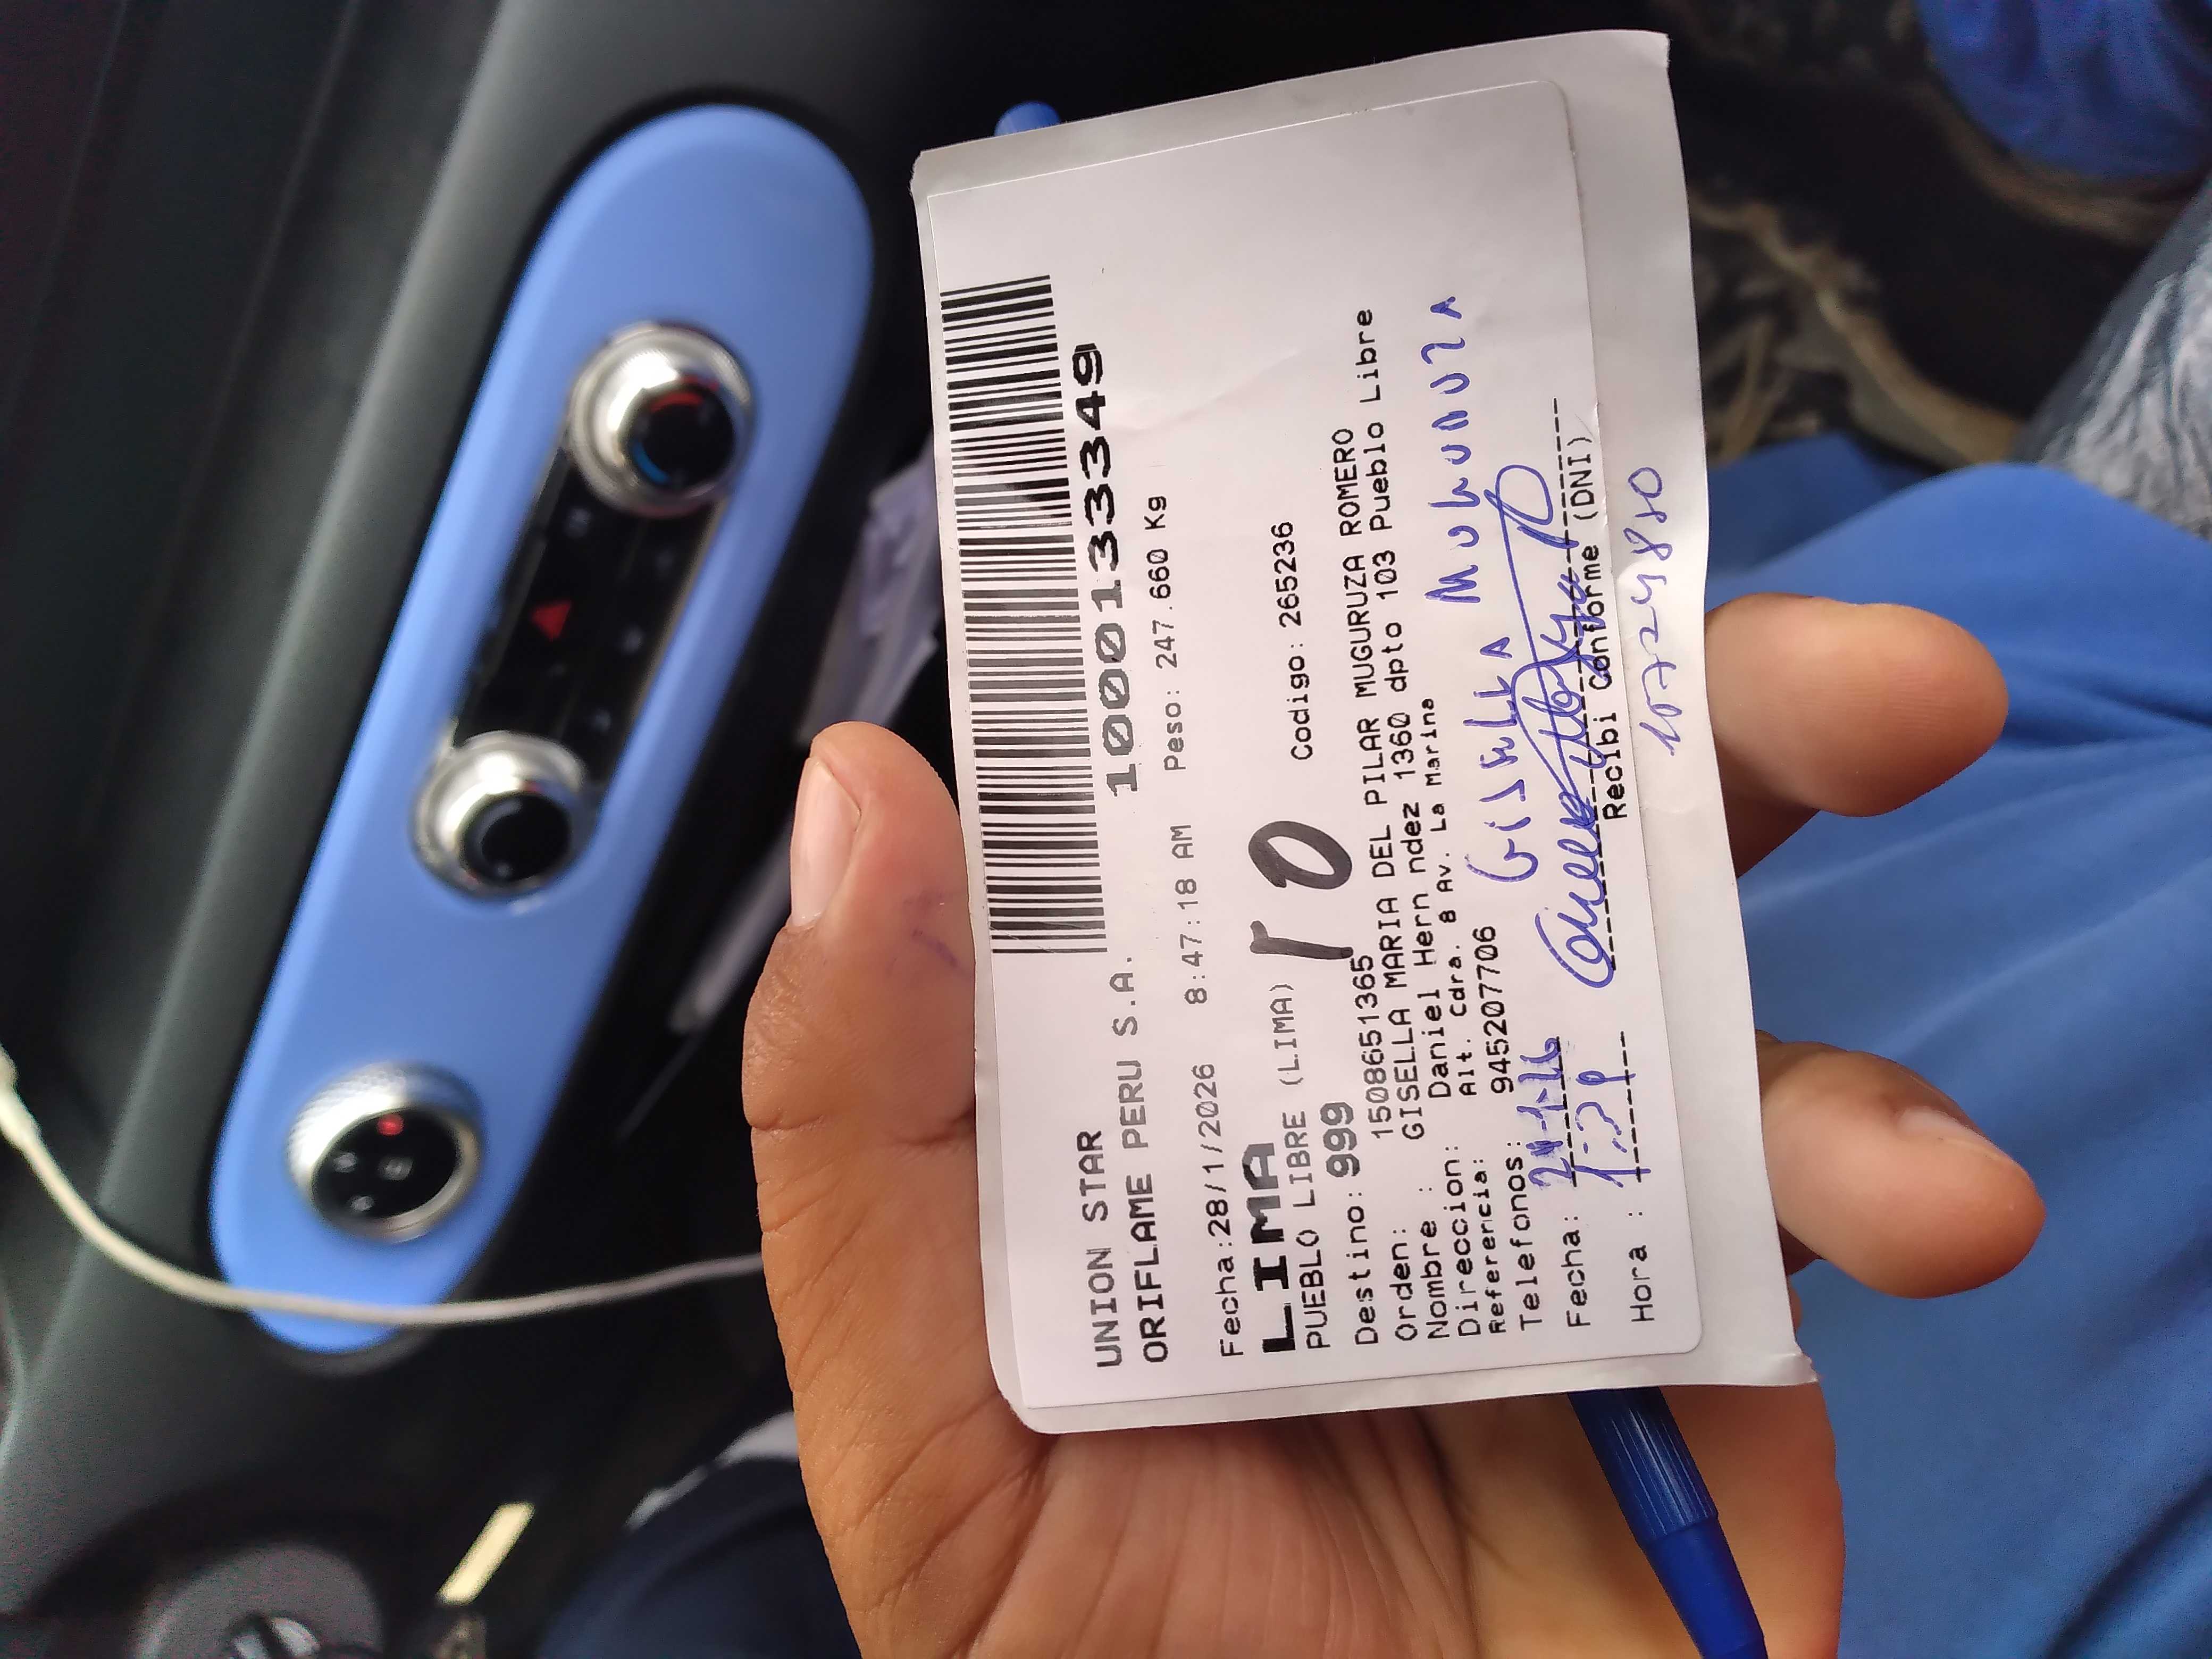 UNION STAR
ORIFLAME PERU S.A. 1000133349
Fecha:28/1/2026 8:47:18 AM Peso: 247.660 Kg
LIMA
PUEBLO LIBRE (LIMA) Codigo: 265236
Destino: 999
Orden: 15086651365
Nombre : GISELLA MARIA DEL PILAR MUGURUZA ROMERO
Direccion: Daniel Hern ndez 1360 dpto 103 Pueblo Libre
Referencia: Alt. Cdra. 8 Av. La Marina
Telefonos: 945207706
GISELLA MUGURUZA
Fecha:
Hora :
Recibi Conforme (DNI)